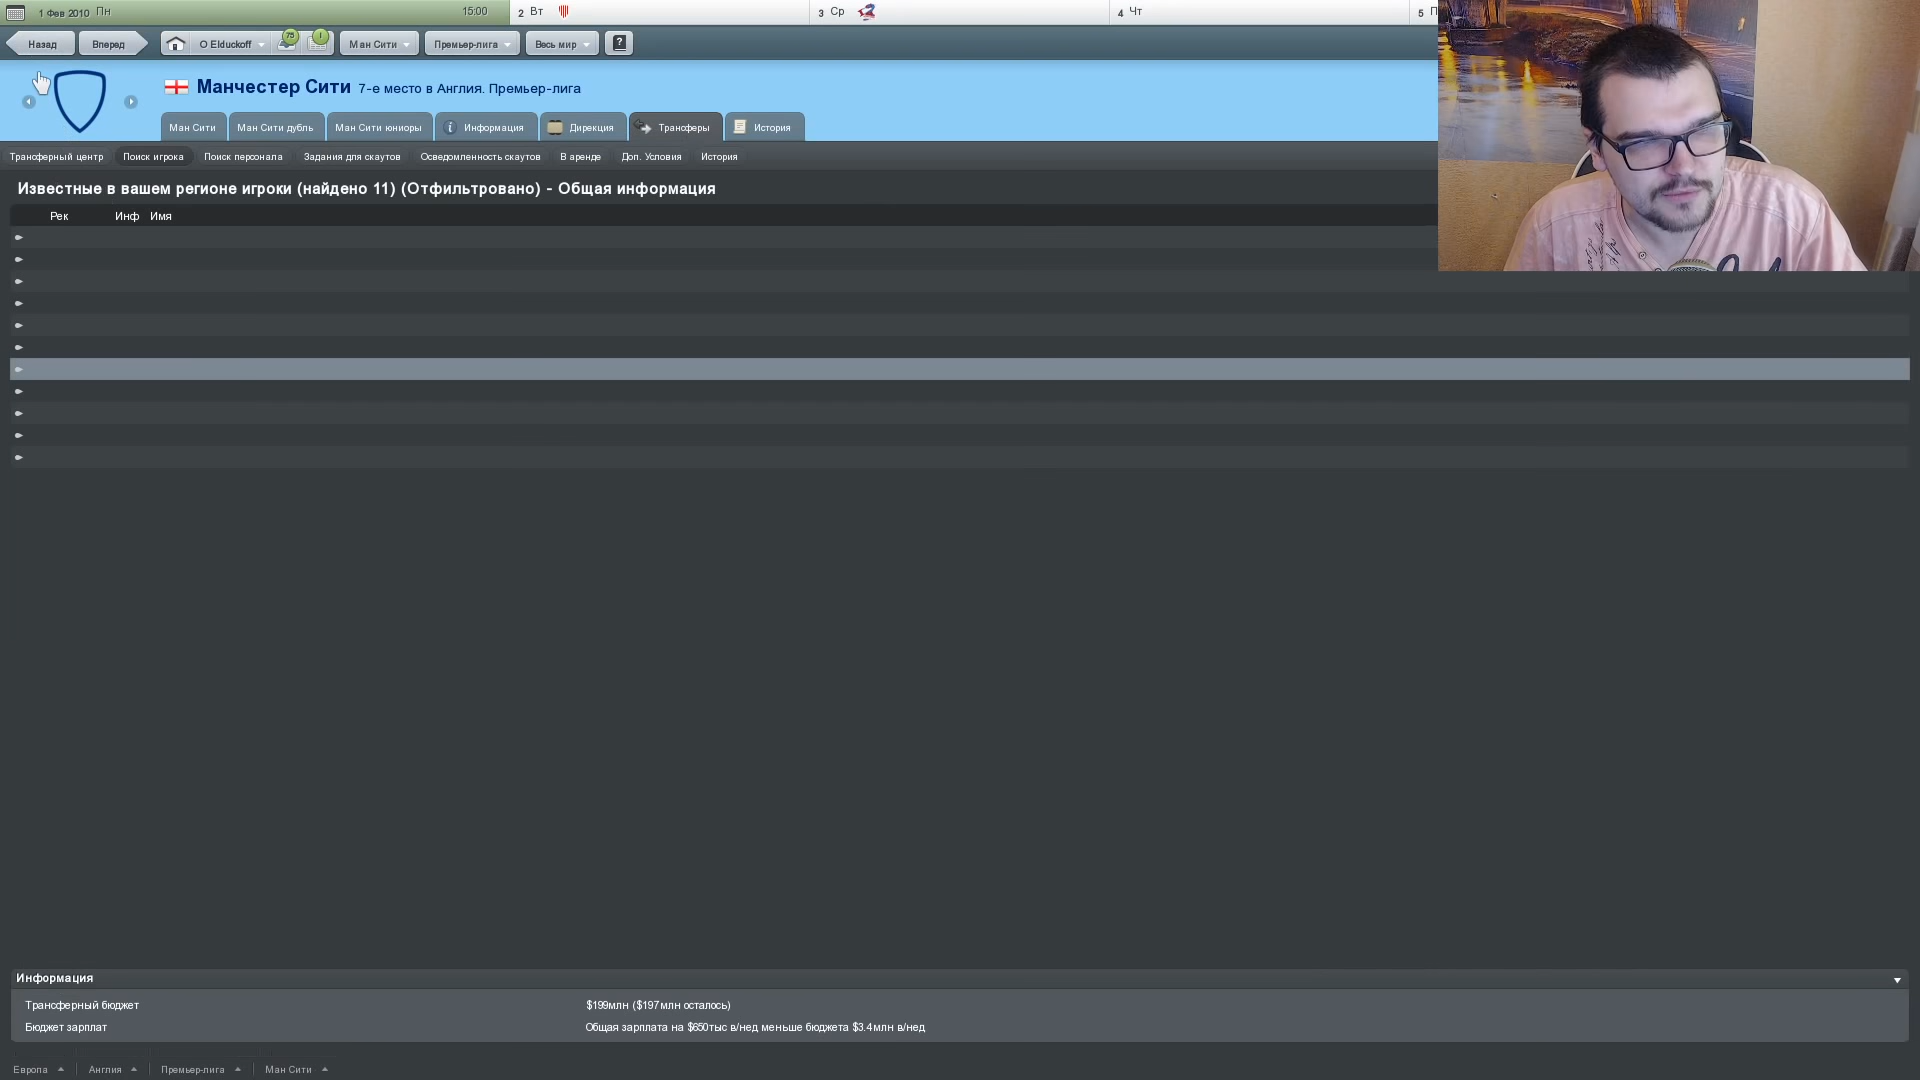 1 Фев 2010 Пн 15:00 2 Вт 3 Ср 4 Чт 5
Назад Вперед О Elduckoff 75 1 Ман Сити Премьер-лига Весь мир ?
Манчестер Сити 7-е место в Англия. Премьер-лига
Ман Сити Ман Сити дубль Ман Сити юниоры Информация Дирекция Трансферы История
Трансферный центр Поиск игрока Поиск персонала Задания для скаутов Осведомленность скаутов В аренде Доп. Условия История
Известные в вашем регионе игроки (найдено 11) (Отфильтровано) - Общая информация
Рек Инф Имя
Информация
Трансферный бюджет $199млн ($197млн осталось)
Бюджет зарплат Общая зарплата на $650тыс в/нед меньше бюджета $3.4млн в/нед
Европа Англия Премьер-лига Ман Сити